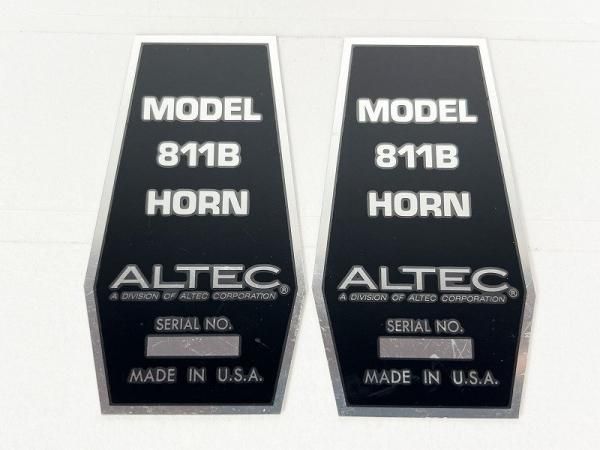 MODEL
811B
HORN
ALTEC®
A DIVISION OF ALTEC CORPORATION
SERIAL NO.
MADE IN U.S.A.
MODEL
811B
HORN
ALTEC®
A DIVISION OF ALTEC CORPORATION
SERIAL NO.
MADE IN U.S.A.